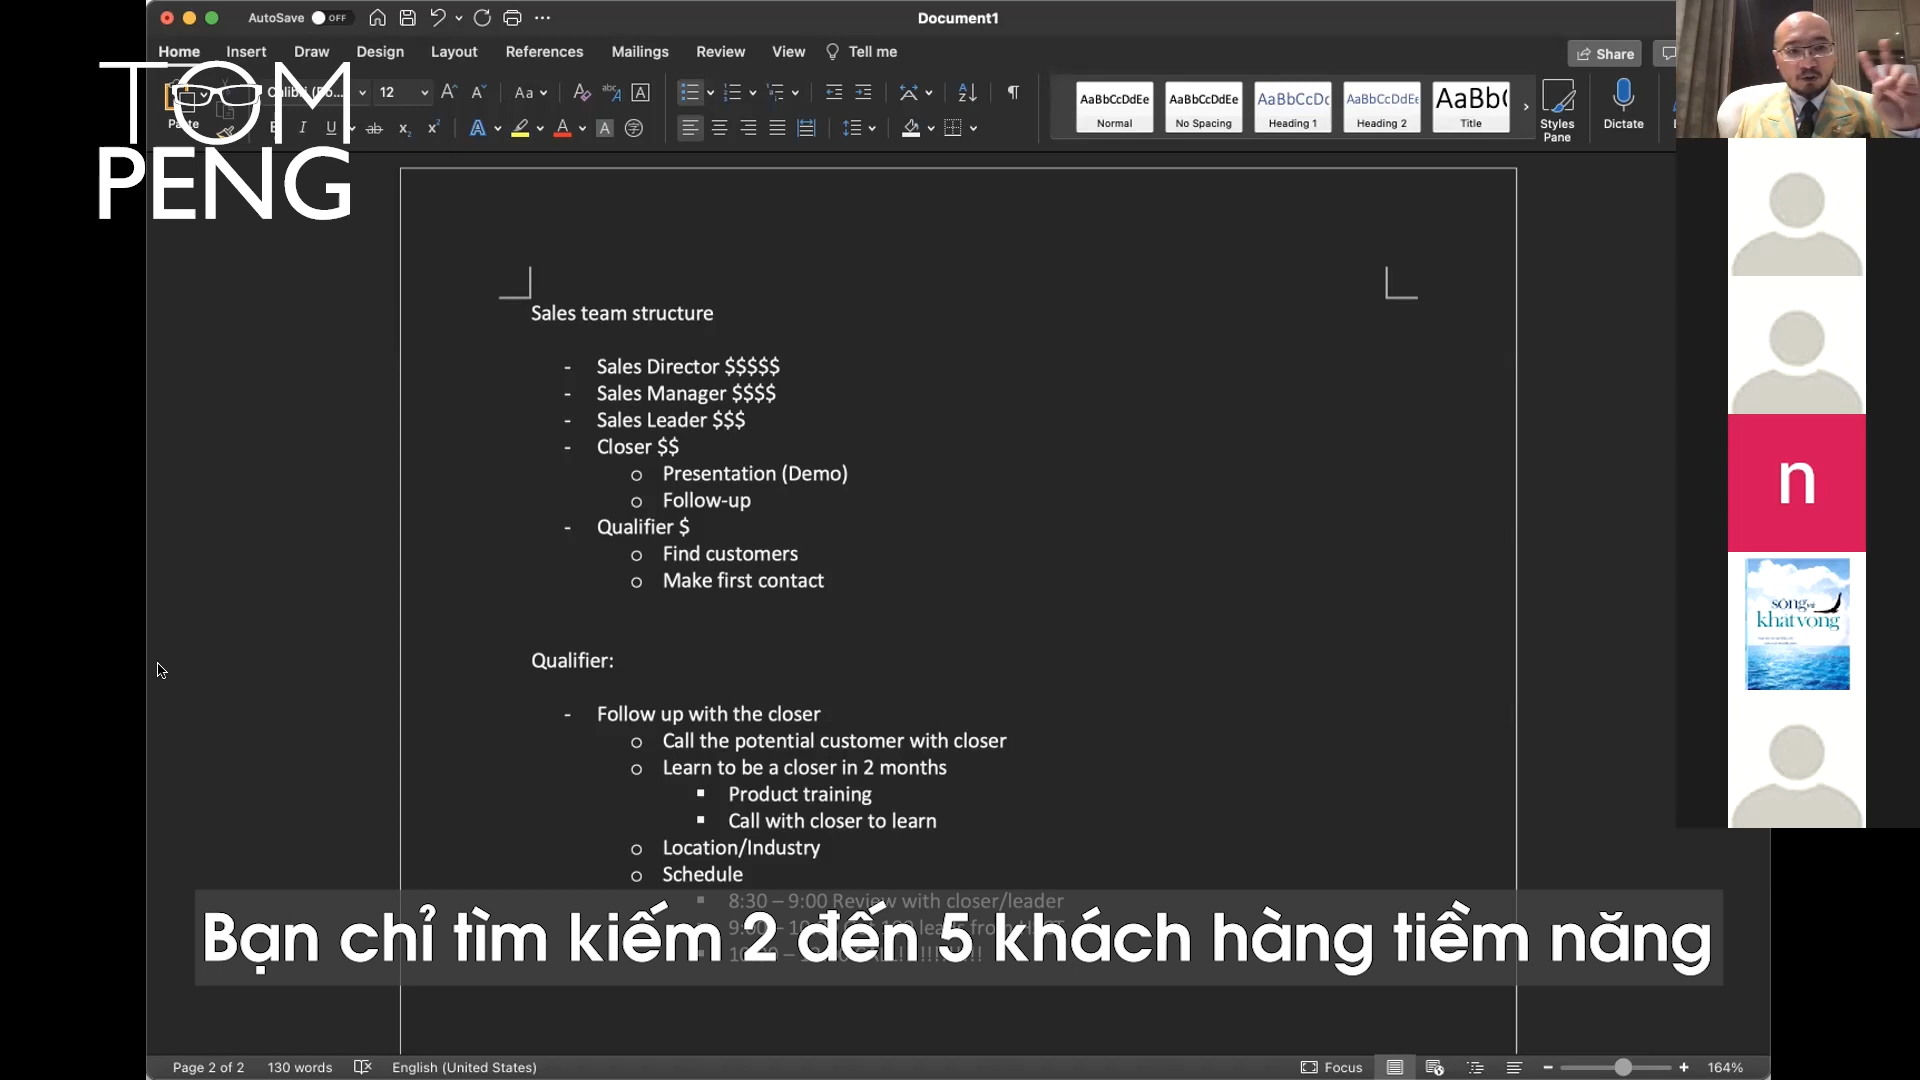 AutoSave OFF
Document1
Home Insert Draw Design Layout References Mailings Review View Tell me
Share
TOM
PENG
Calibri (Bo... 12
Paste
AaBbCcDdEe AaBbCcDdEe AaBbCcDc AaBbCcDdEe AaBb(
Normal No Spacing Heading 1 Heading 2 Title
Styles Pane
Dictate
Sales team structure
- Sales Director $$$$$
- Sales Manager $$$$
- Sales Leader $$$
- Closer $$
o Presentation (Demo)
o Follow-up
- Qualifier $
o Find customers
o Make first contact
Qualifier:
- Follow up with the closer
o Call the potential customer with closer
o Learn to be a closer in 2 months
▪ Product training
▪ Call with closer to learn
o Location/Industry
o Schedule
▪ 8:30 – 9:00 Review with closer/leader
Bạn chỉ tìm kiếm 2 đến 5 khách hàng tiềm năng
n
sống và
khát vọng
Page 2 of 2 130 words English (United States) Focus 164%